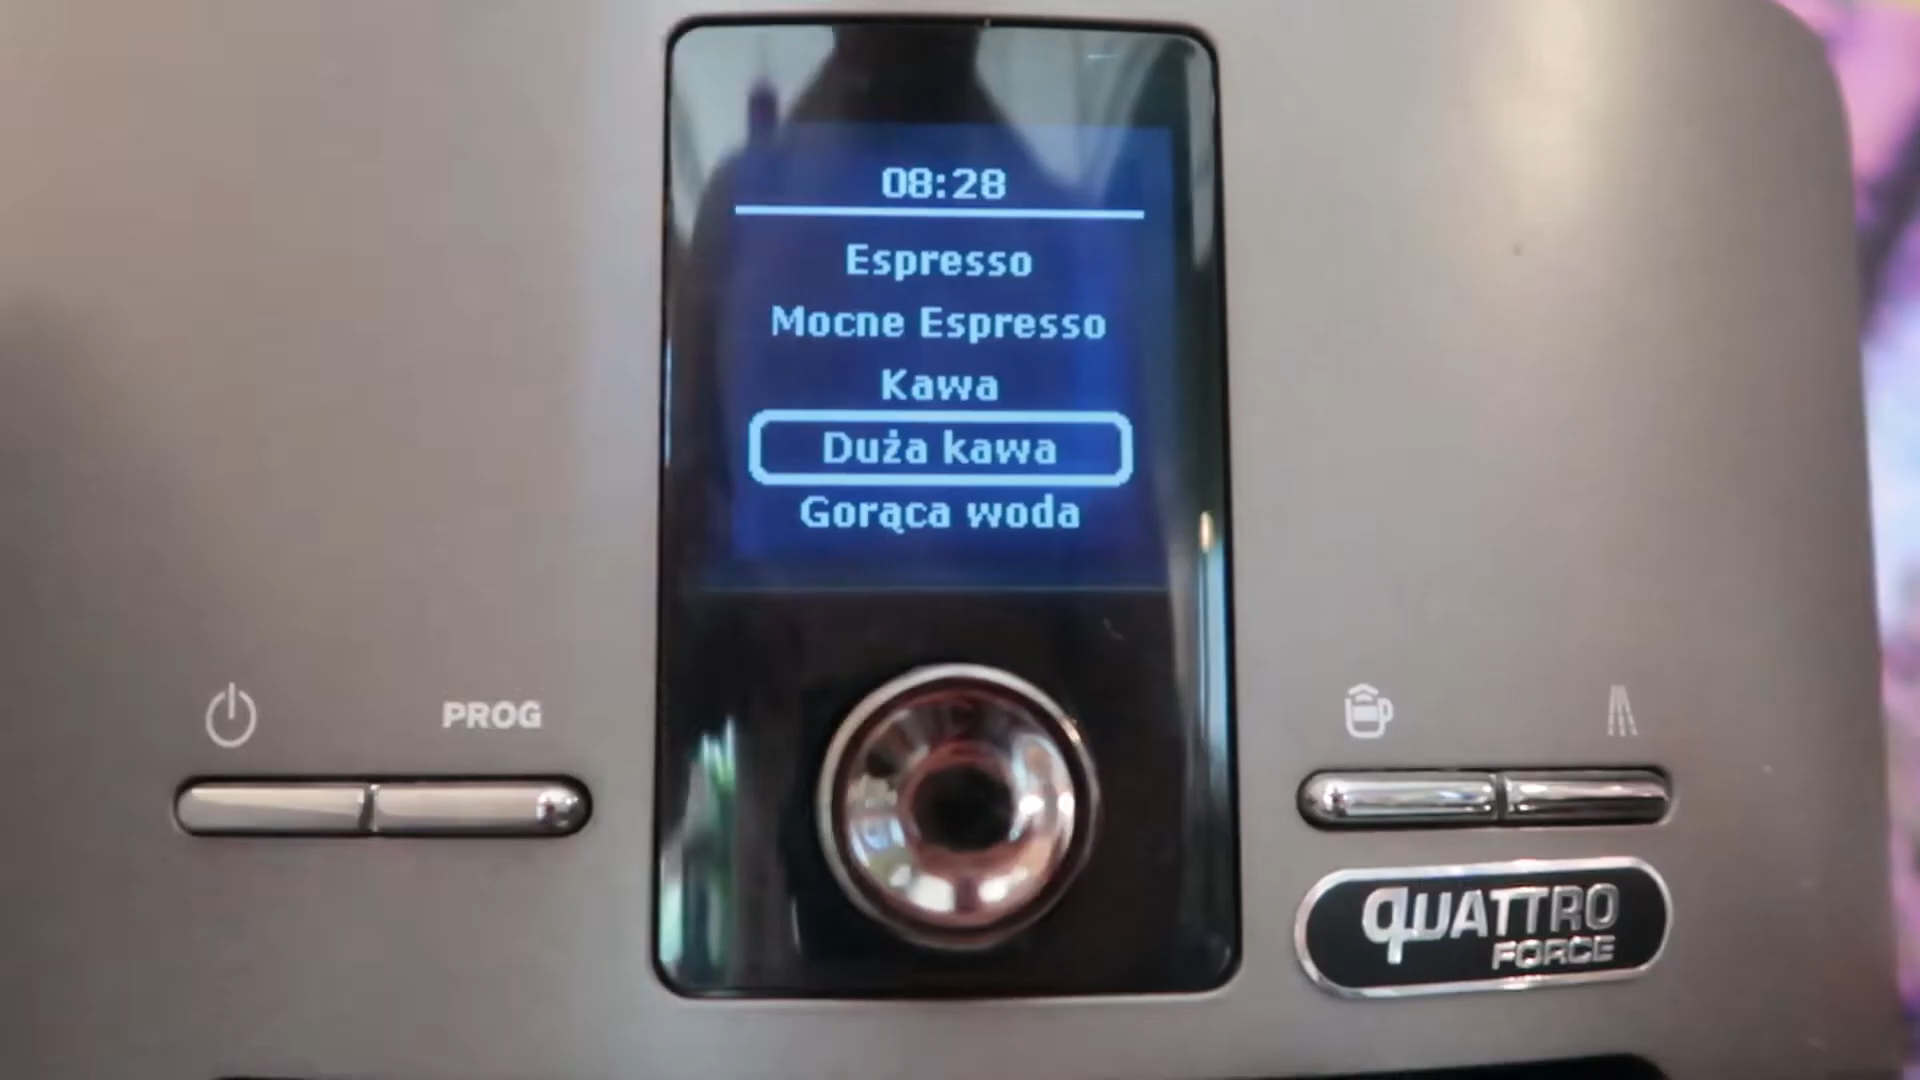 08:28
Espresso
Mocne Espresso
Kawa
Duża kawa
Gorąca woda
PROG
QUATTRO
FORCE